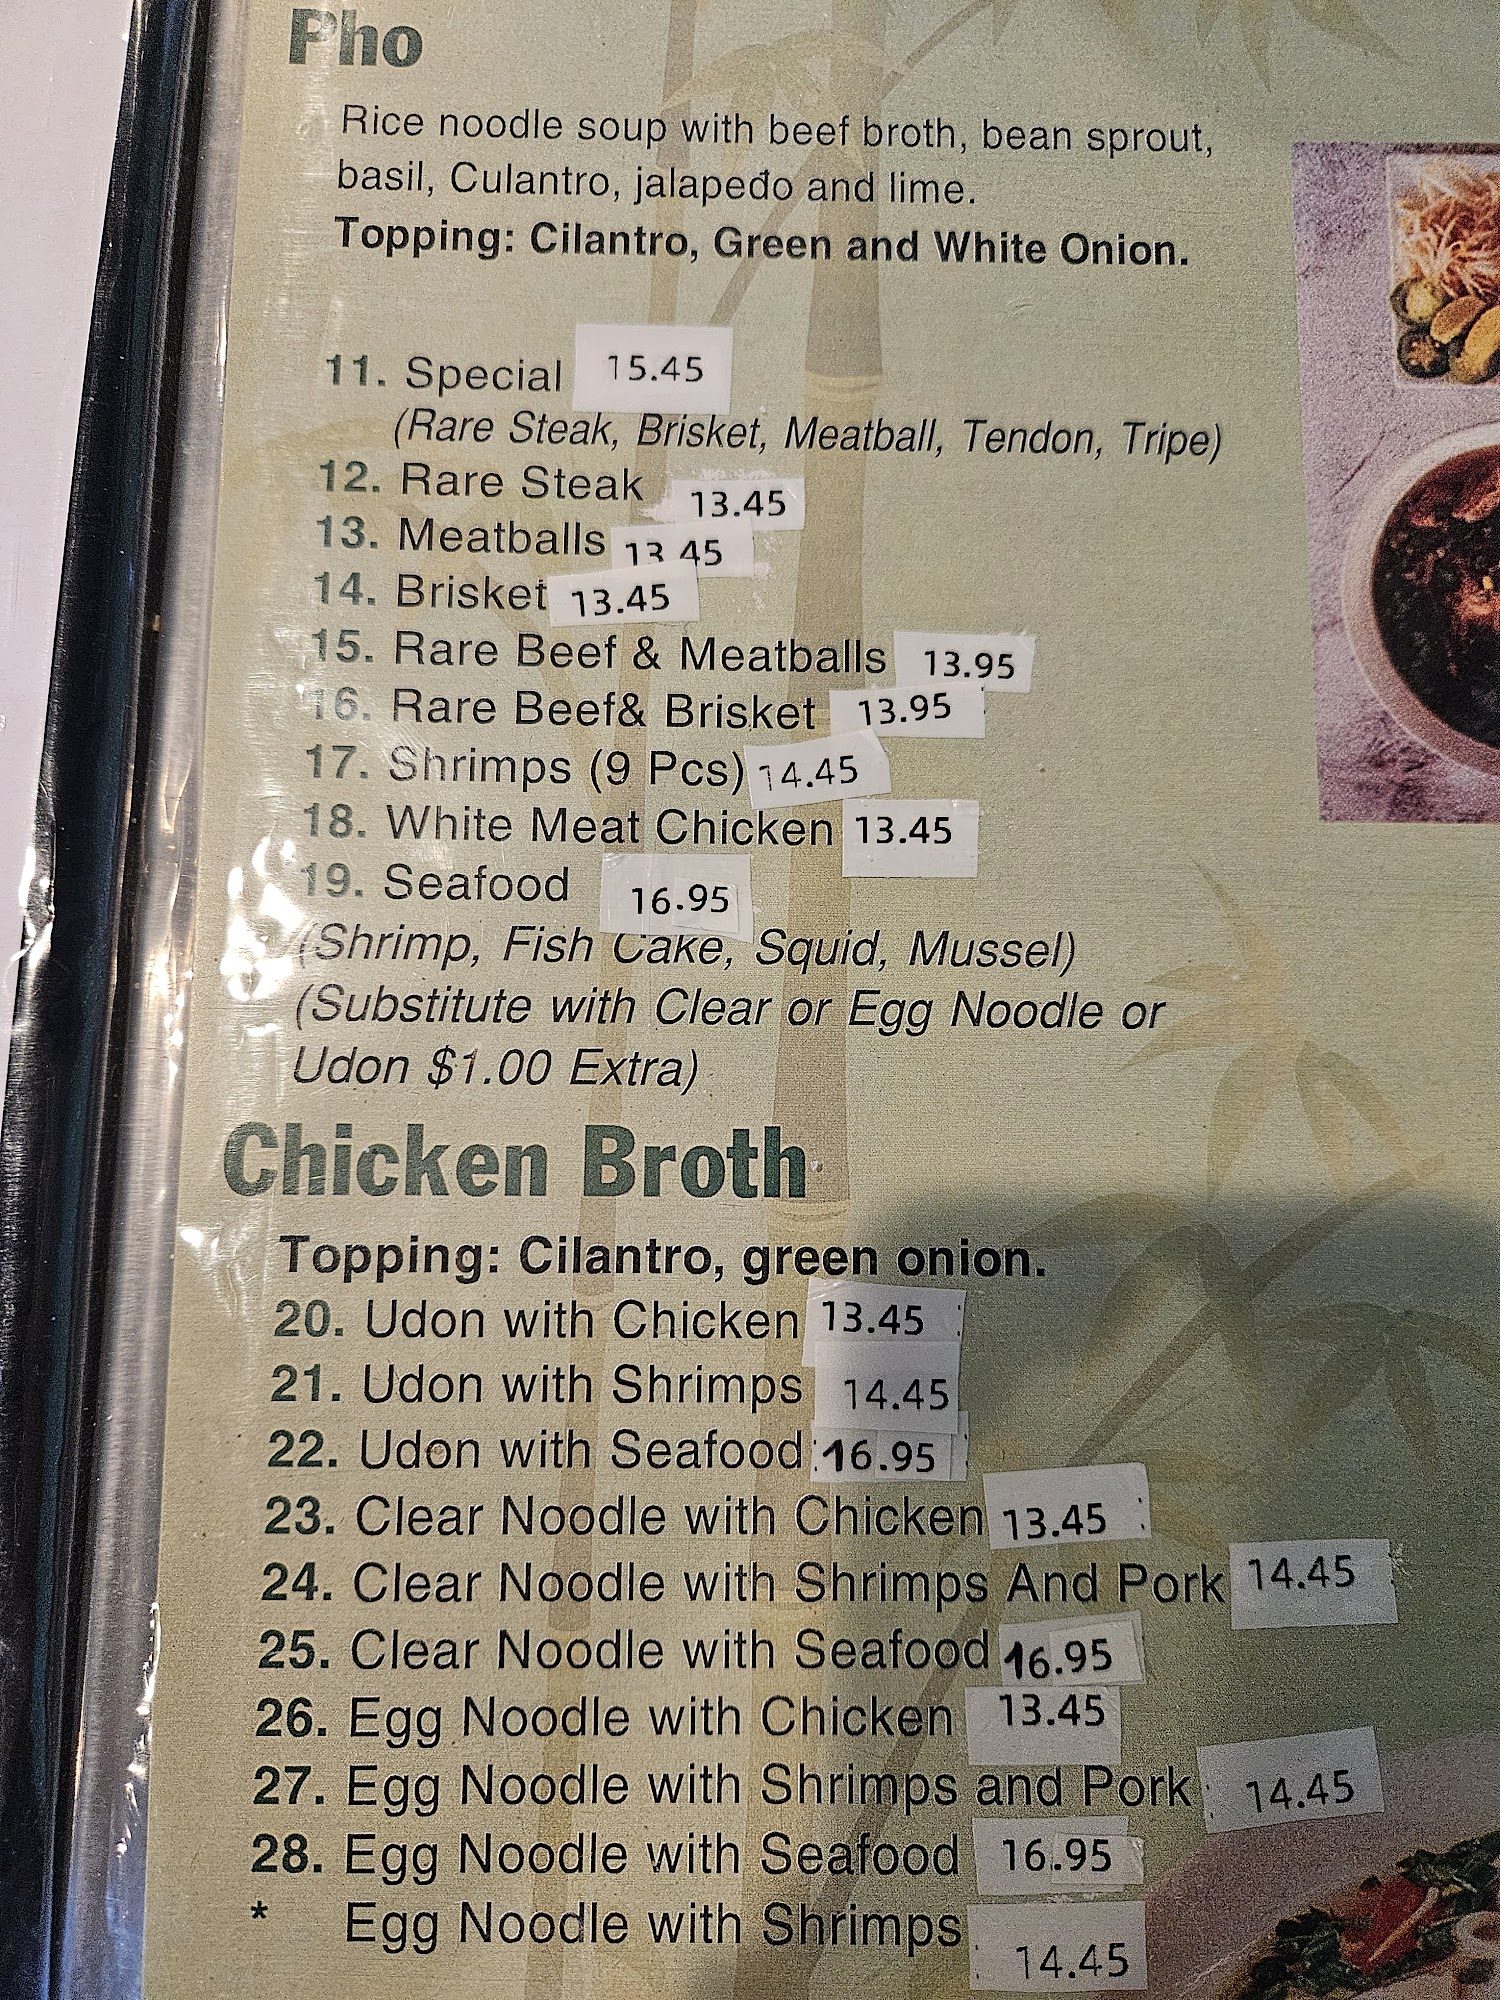 Pho
Rice noodle soup with beef broth, bean sprout,
basil, Culantro, jalapeđo and lime.
Topping: Cilantro, Green and White Onion.
11. Special 15.45
(Rare Steak, Brisket, Meatball, Tendon, Tripe)
12. Rare Steak 13.45
13. Meatballs 13.45
14. Brisket 13.45
15. Rare Beef & Meatballs 13.95
16. Rare Beef& Brisket 13.95
17. Shrimps (9 Pcs) 14.45
18. White Meat Chicken 13.45
19. Seafood 16.95
(Shrimp, Fish Cake, Squid, Mussel)
(Substitute with Clear or Egg Noodle or
Udon $1.00 Extra)
Chicken Broth
Topping: Cilantro, green onion.
20. Udon with Chicken 13.45
21. Udon with Shrimps 14.45
22. Udon with Seafood 16.95
23. Clear Noodle with Chicken 13.45
24. Clear Noodle with Shrimps And Pork 14.45
25. Clear Noodle with Seafood 16.95
26. Egg Noodle with Chicken 13.45
27. Egg Noodle with Shrimps and Pork 14.45
28. Egg Noodle with Seafood 16.95
* Egg Noodle with Shrimps 14.45